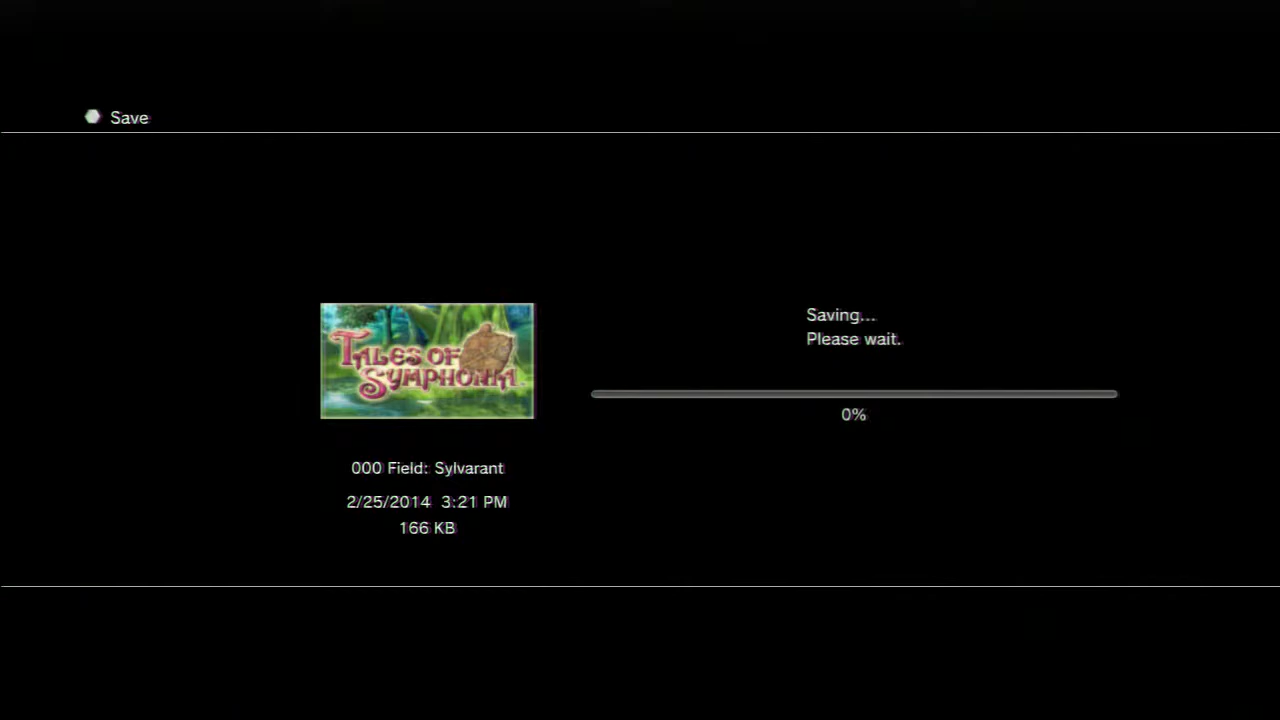 Save
TALES OF
SYMPHONIA
Saving...
Please wait.
0%
000 Field: Sylvarant
2/25/2014 3:21 PM
166 KB